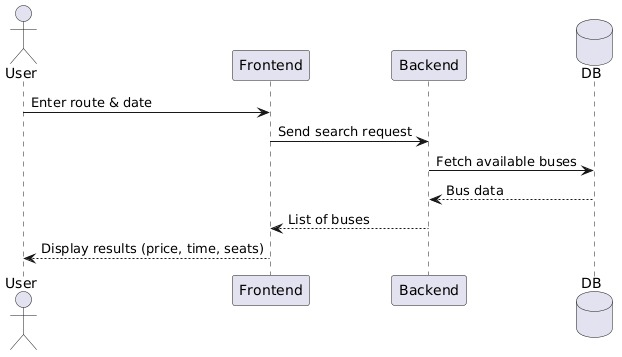 User
Frontend
Backend
DB
Enter route & date
Send search request
Fetch available buses
Bus data
List of buses
Display results (price, time, seats)
User
Frontend
Backend
DB